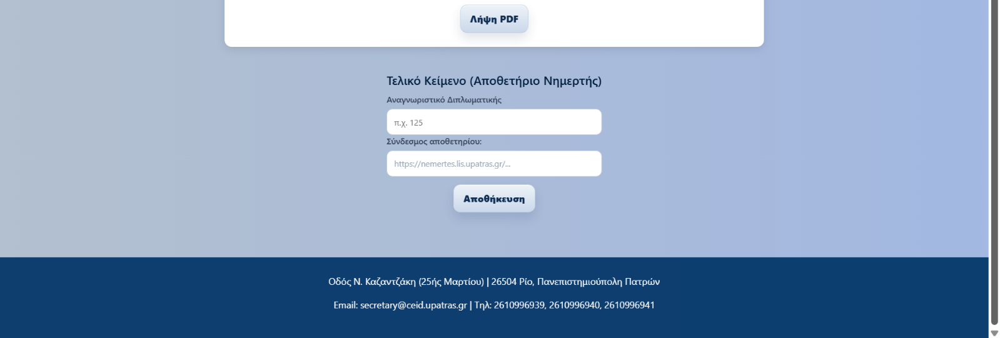 Λήψη PDF
Τελικό Κείμενο (Αποθετήριο Νημερτής)
Αναγνωριστικό Διπλωματικής
π.χ. 125
Σύνδεσμος αποθετηρίου:
https://nemertes.lis.upatras.gr/...
Αποθήκευση
Οδός Ν. Καζαντζάκη (25ής Μαρτίου) | 26504 Ρίο, Πανεπιστημιούπολη Πατρών
Email: secretary@ceid.upatras.gr | Τηλ: 2610996939, 2610996940, 2610996941